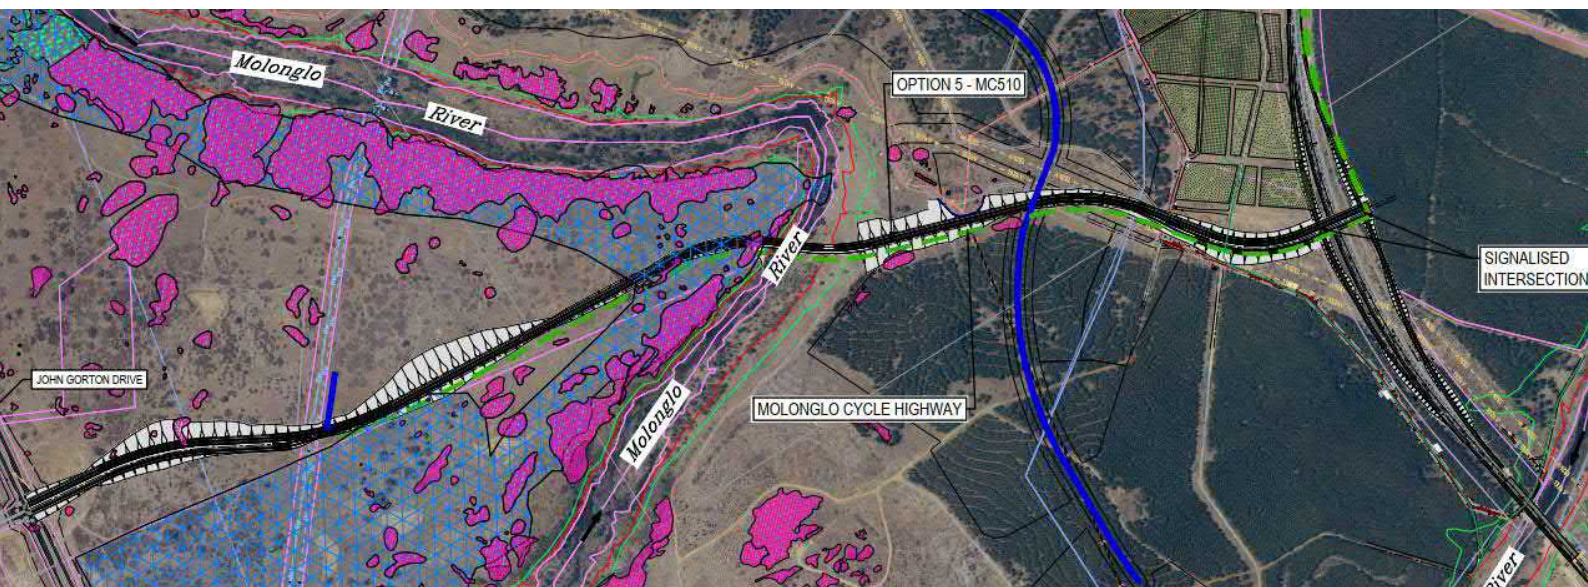 Molonglo
River
OPTION 5 - MC510
River
SIGNALISED
INTERSECTION
JOHN GORTON DRIVE
MOLONGLO CYCLE HIGHWAY
Molonglo
River